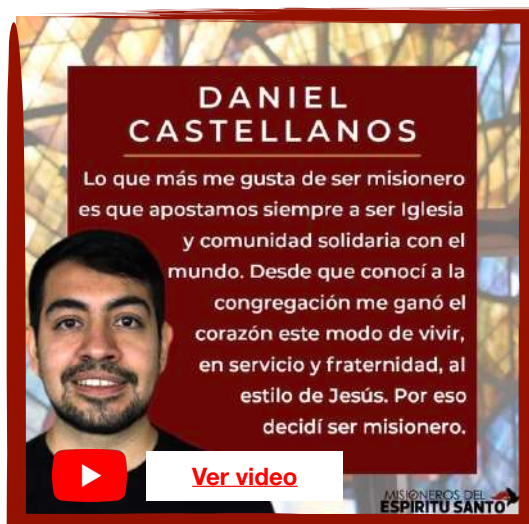 DANIEL
CASTELLANOS
Lo que más me gusta de ser misionero
es que apostamos siempre a ser Iglesia
y comunidad solidaria con el
mundo. Desde que conocí a la
congregación me ganó el
corazón este modo de vivir,
en servicio y fraternidad, al
estilo de Jesús. Por eso
decidí ser misionero.
Ver video
MISIONEROS DEL
ESPÍRITU SANTO